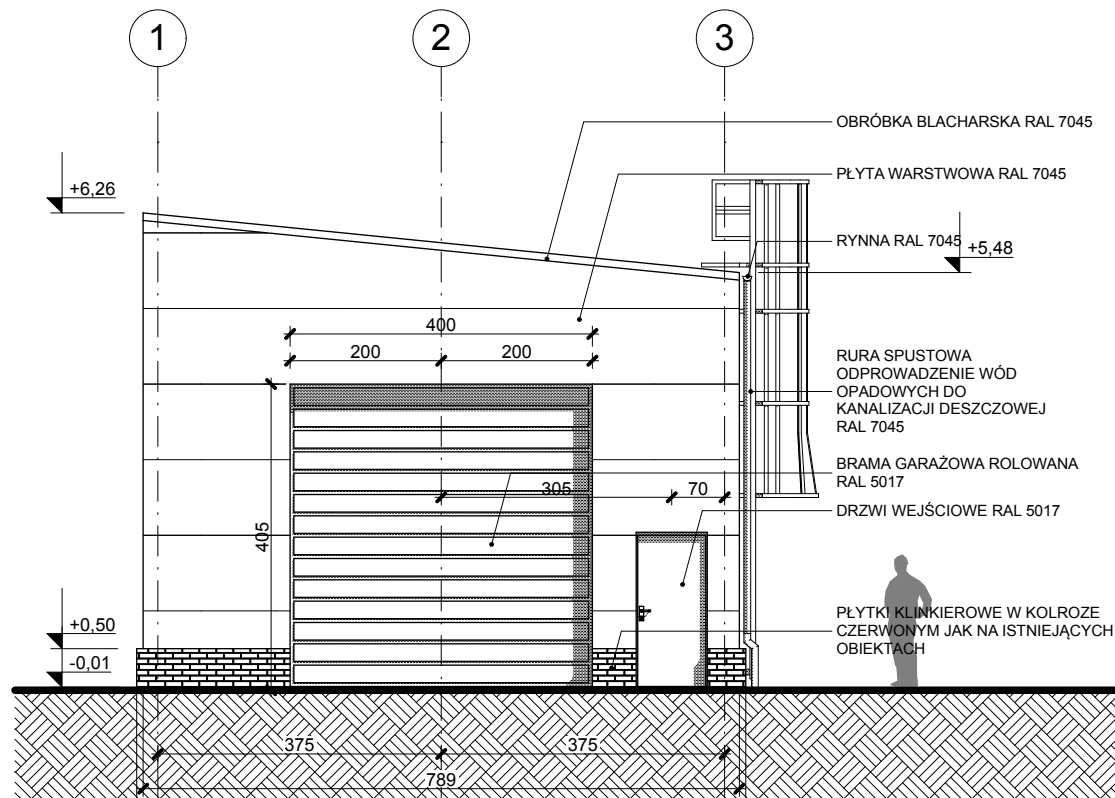 1
2
3
OBRÓBKA BLACHARSKA RAL 7045
PŁYTA WARSTWOWA RAL 7045
+6,26
RYNNA RAL 7045
+5,48
400
200
200
RURA SPUSTOWA
ODPROWADZENIE WÓD
OPADOWYCH DO
KANALIZACJI DESZCZOWEJ
RAL 7045
BRAMA GARAŻOWA ROLOWANA
RAL 5017
305
70
DRZWI WEJŚCIOWE RAL 5017
405
PŁYTKI KLINKIEROWE W KOLROZE
CZERWONYM JAK NA ISTNIEJĄCYCH
OBIEKTACH
+0,50
-0,01
375
375
789